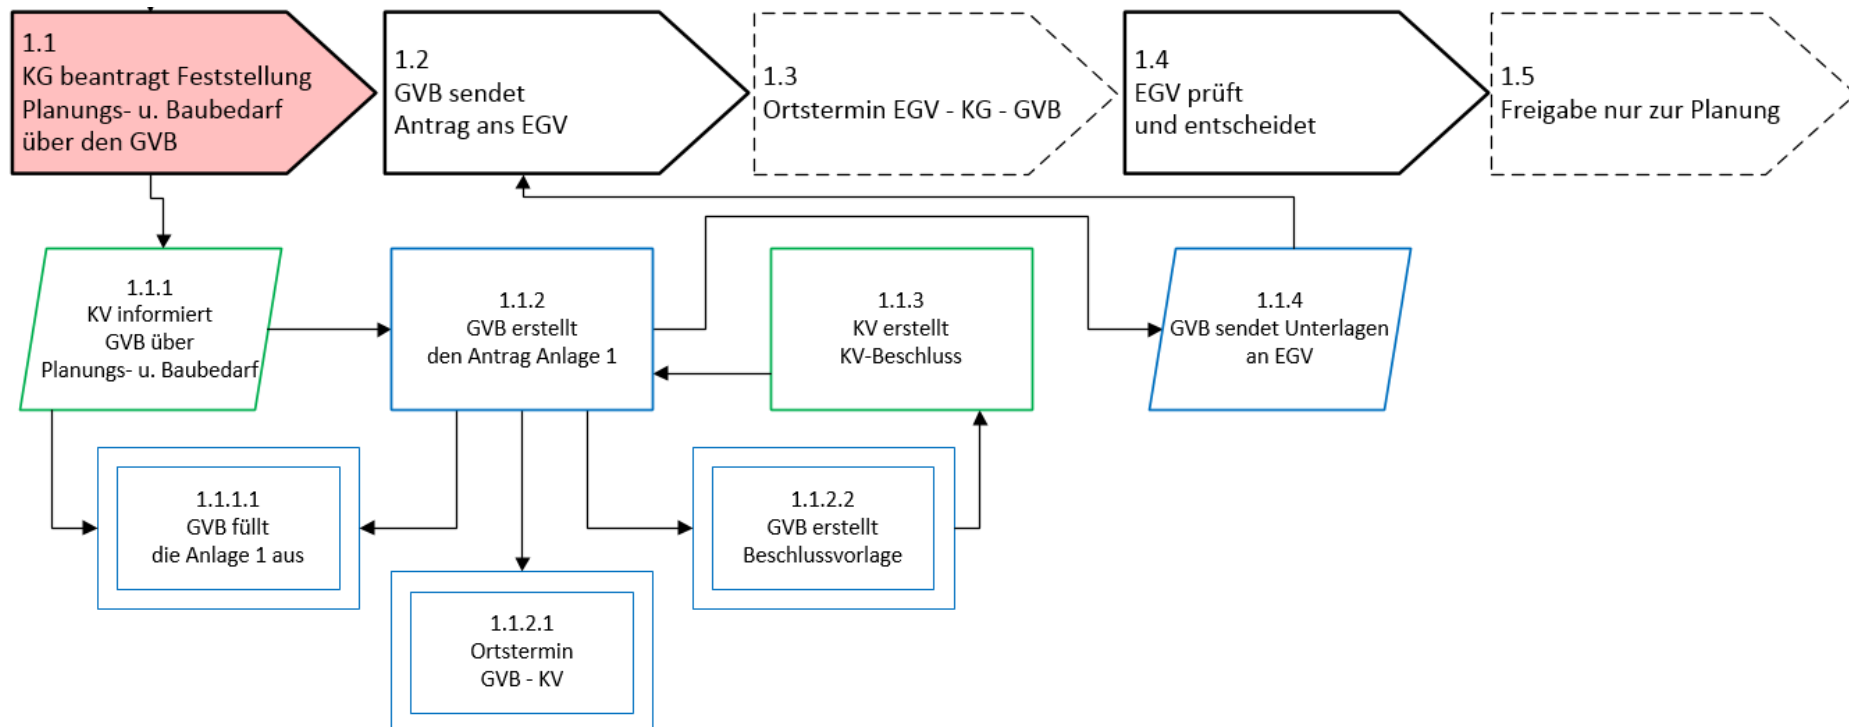 1.1
KG beantragt Feststellung
Planungs- u. Baubedarf
über den GVB
1.2
GVB sendet
Antrag ans EGV
1.3
Ortstermin EGV - KG - GVB
1.4
EGV prüft
und entscheidet
1.5
Freigabe nur zur Planung
1.1.1
KV informiert
GVB über
Planungs- u. Baubedarf
1.1.2
GVB erstellt
den Antrag Anlage 1
1.1.3
KV erstellt
KV-Beschluss
1.1.4
GVB sendet Unterlagen
an EGV
1.1.1.1
GVB füllt
die Anlage 1 aus
1.1.2.2
GVB erstellt
Beschlussvorlage
1.1.2.1
Ortstermin
GVB - KV